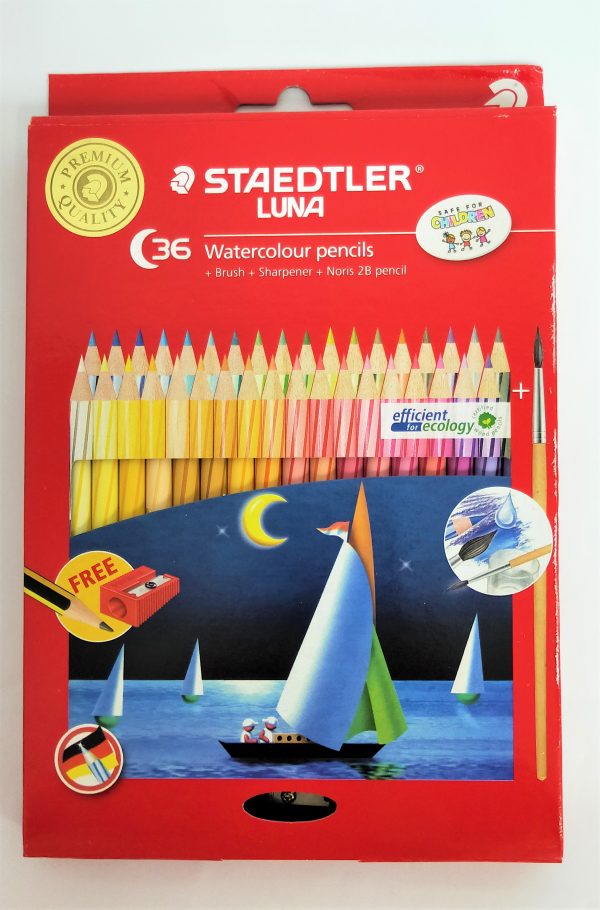 PREMIUM
QUALITY
STAEDTLER®
LUNA
SAFE FOR
CHILDREN
36 Watercolour pencils
+ Brush + Sharpener + Noris 2B pencil
+
efficient
for ecology
FREE